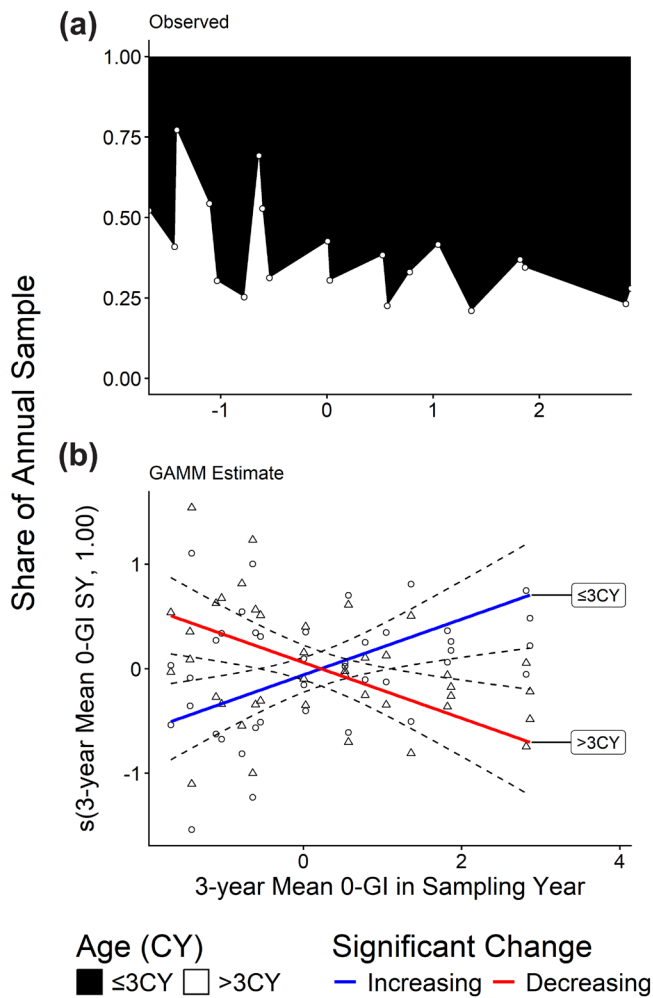 (a)
Observed
1.00
0.75
0.50
0.25
0.00
-1
0
1
2
Share of Annual Sample
(b)
GAMM Estimate
s(3-year Mean 0-GI SY, 1.00)
1
0
-1
≤3CY
>3CY
0
2
4
3-year Mean 0-GI in Sampling Year
Age (CY)
≤3CY >3CY
Significant Change
Increasing Decreasing